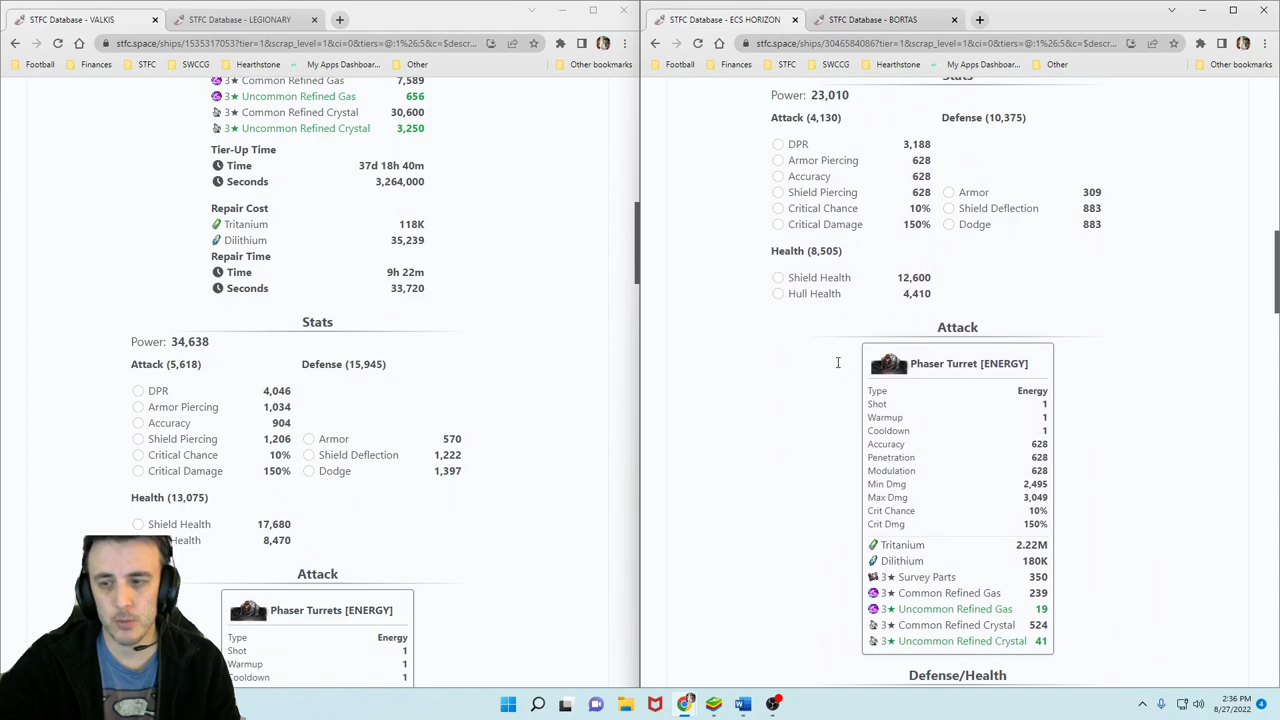 STFC Database - VALKIS
STFC Database - LEGIONARY
stfc.space/ships/1535317053?tier=1&scrap_level=1&ci=0&tiers=@:1%26:5&c=$descr...
Football
Finances
STFC
SWCCG
Hearthstone
My Apps Dashboar...
Other
Other bookmarks
3★ Common Refined Gas 7,589
3★ Uncommon Refined Gas 656
3★ Common Refined Crystal 30,600
3★ Uncommon Refined Crystal 3,250
Tier-Up Time
Time 37d 18h 40m
Seconds 3,264,000
Repair Cost
Tritanium 118K
Dilithium 35,239
Repair Time
Time 9h 22m
Seconds 33,720
Stats
Power: 34,638
Attack (5,618) Defense (15,945)
DPR 4,046
Armor Piercing 1,034
Accuracy 904
Shield Piercing 1,206 Armor 570
Critical Chance 10% Shield Deflection 1,222
Critical Damage 150% Dodge 1,397
Health (13,075)
Shield Health 17,680
Health 8,470
Attack
Phaser Turrets [ENERGY]
Type Energy
Shot 1
Warmup 1
Cooldown 1
STFC Database - ECS HORIZON
STFC Database - BORTAS
stfc.space/ships/3046584086?tier=1&scrap_level=1&ci=0&tiers=@:1%26:5&c=$descr...
Football
Finances
STFC
SWCCG
Hearthstone
My Apps Dashboar...
Other
Other bookmarks
Stats
Power: 23,010
Attack (4,130) Defense (10,375)
DPR 3,188
Armor Piercing 628
Accuracy 628
Shield Piercing 628 Armor 309
Critical Chance 10% Shield Deflection 883
Critical Damage 150% Dodge 883
Health (8,505)
Shield Health 12,600
Hull Health 4,410
Attack
Phaser Turret [ENERGY]
Type Energy
Shot 1
Warmup 1
Cooldown 1
Accuracy 628
Penetration 628
Modulation 628
Min Dmg 2,495
Max Dmg 3,049
Crit Chance 10%
Crit Dmg 150%
Tritanium 2.22M
Dilithium 180K
3★ Survey Parts 350
3★ Common Refined Gas 239
3★ Uncommon Refined Gas 19
3★ Common Refined Crystal 524
3★ Uncommon Refined Crystal 41
Defense/Health
2:36 PM
8/27/2022